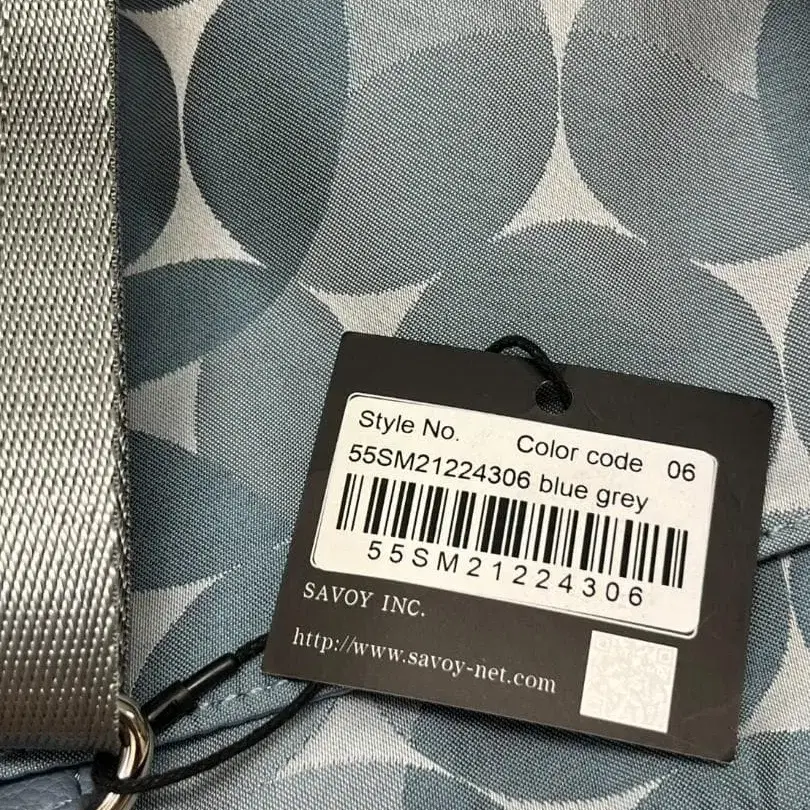 Style No. Color code 06
55SM21224306 blue grey
55SM21224306
SAVOY INC.
http://www.savoy-net.com